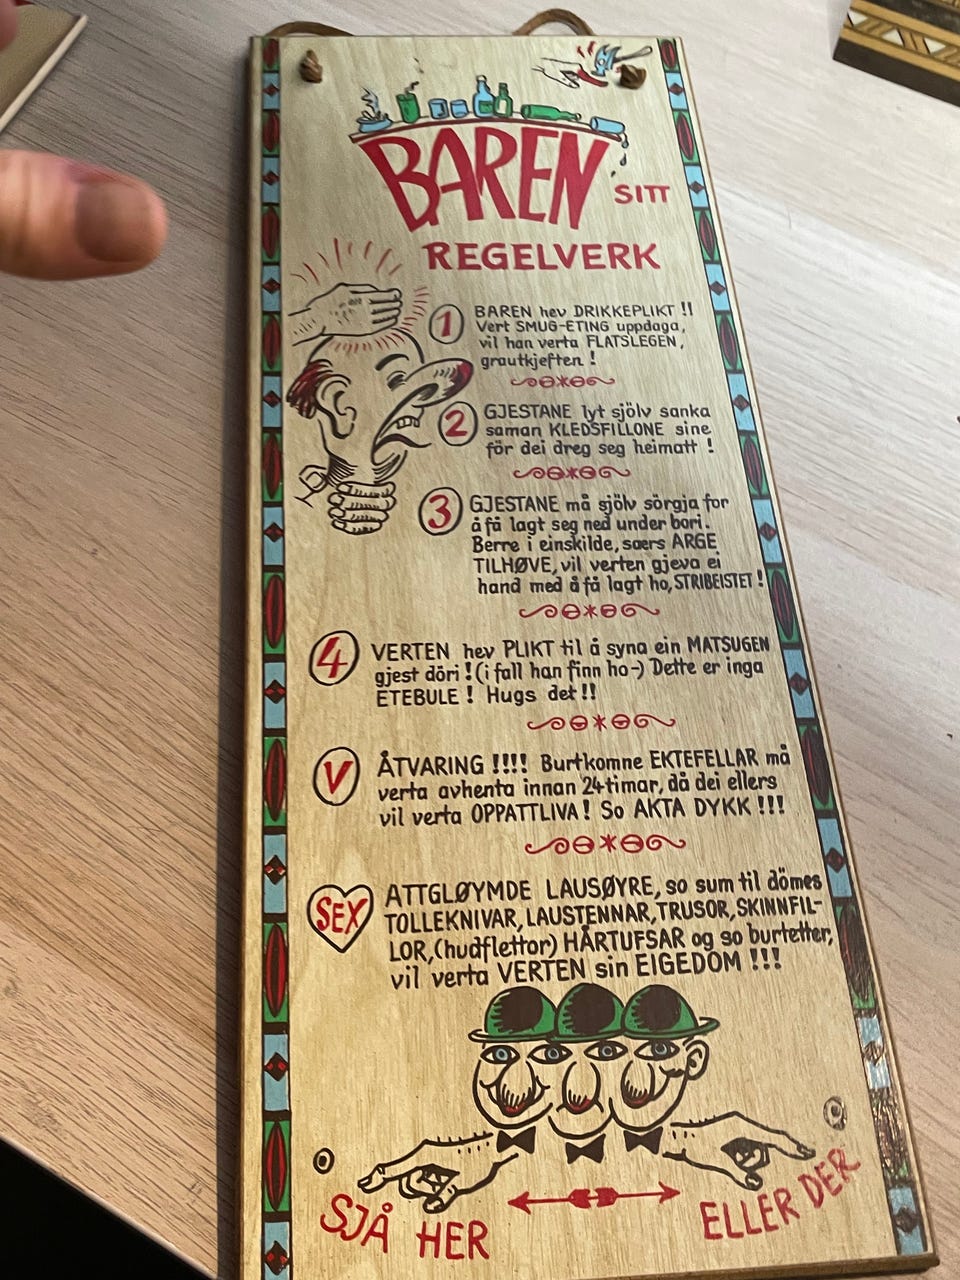 BAREN SITT
REGELVERK
1 BAREN hev DRIKKEPLIKT !!
Vert SMUG-ETING uppdaga,
vil han verta FLATSLEGEN,
grautkjeften !
2 GJESTANE lyt sjölv sanka
saman KLEDSFILLONE sine
för dei dreg seg heimatt !
3 GJESTANE må sjölv sörgja for
å få lagt seg ned under bori.
Berre i einskilde, særs ARGE
TILHØVE, vil verten gjeva ei
hand med å få lagt ho, STRIBEISTET !
4 VERTEN hev PLIKT til å syna ein MATSUGEN
gjest döri ! (i fall han finn ho-) Dette er inga
ETEBULE ! Hugs det !!
V ÅTVARING !!!! Burtkomne EKTEFELLAR må
verta avhenta innan 24timar, då dei ellers
vil verta OPPATTLIVA ! So AKTA DYKK !!!
SEX ATTGLØYMDE LAUSØYRE, so sum til dömes
TOLLEKNIVAR, LAUSTENNAR, TRUSOR, SKINNFIL-
LOR, (hudflettor) HÅRTUFSAR og so burtetter,
vil verta VERTEN sin EIGEDOM !!!
SJÅ HER ELLER DER